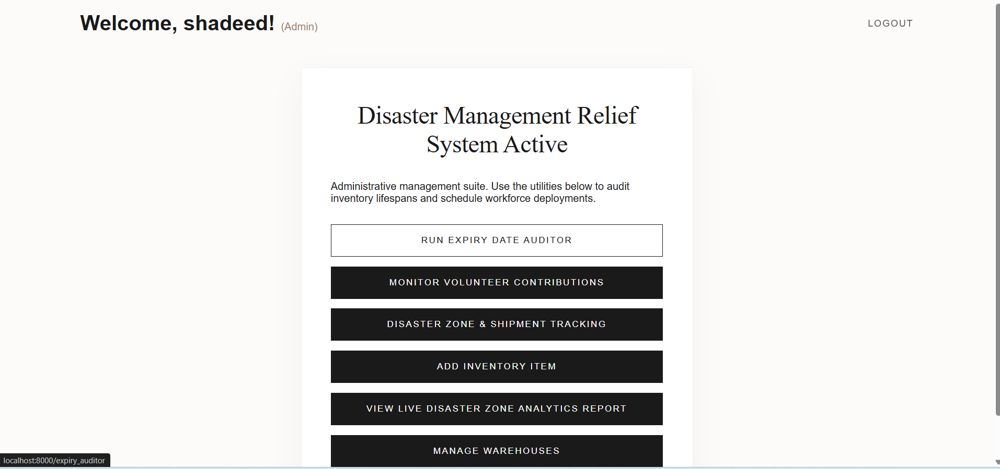 Welcome, shadeed! (Admin)
LOGOUT
Disaster Management Relief
System Active
Administrative management suite. Use the utilities below to audit
inventory lifespans and schedule workforce deployments.
RUN EXPIRY DATE AUDITOR
MONITOR VOLUNTEER CONTRIBUTIONS
DISASTER ZONE & SHIPMENT TRACKING
ADD INVENTORY ITEM
VIEW LIVE DISASTER ZONE ANALYTICS REPORT
MANAGE WAREHOUSES
localhost:8000/expiry_auditor